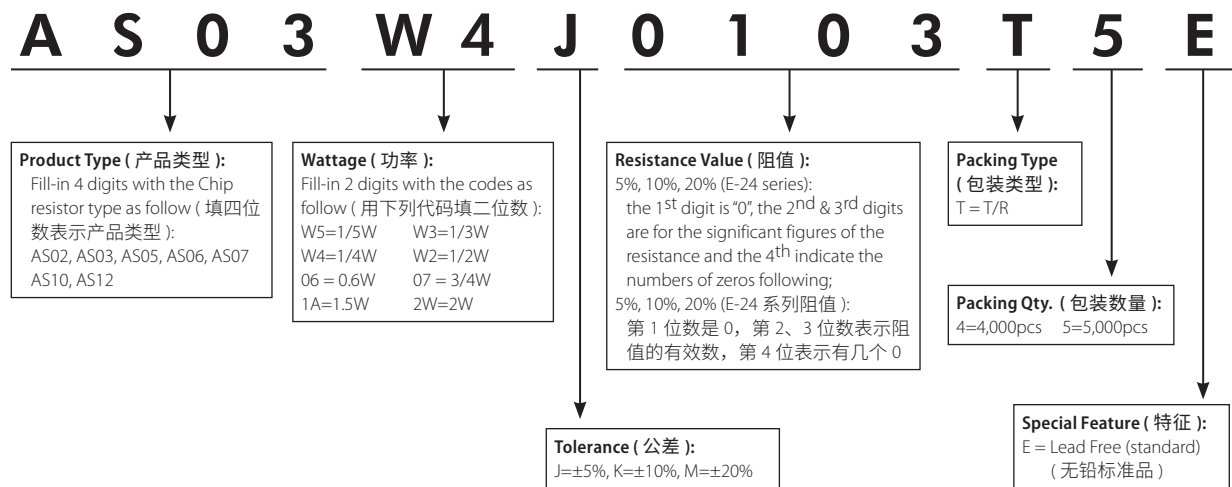 A S 0 3 W 4 J 0 1 0 3 T 5 E
Product Type ( 产品类型 ):
Fill-in 4 digits with the Chip
resistor type as follow ( 填四位
数表示产品类型 ):
AS02, AS03, AS05, AS06, AS07
AS10, AS12
Wattage ( 功率 ):
Fill-in 2 digits with the codes as
follow ( 用下列代码填二位数 ):
W5=1/5W W3=1/3W
W4=1/4W W2=1/2W
06 = 0.6W 07 = 3/4W
1A=1.5W 2W=2W
Resistance Value ( 阻值 ):
5%, 10%, 20% (E-24 series):
the 1st digit is “0”, the 2nd & 3rd digits
are for the significant figures of the
resistance and the 4th indicate the
numbers of zeros following;
5%, 10%, 20% (E-24 系列阻值 ):
第 1 位数是 0，第 2、3 位数表示阻
值的有效数，第 4 位表示有几个 0
Packing Type
( 包装类型 ):
T = T/R
Packing Qty. ( 包装数量 ):
4=4,000pcs 5=5,000pcs
Tolerance ( 公差 ):
J=±5%, K=±10%, M=±20%
Special Feature ( 特征 ):
E = Lead Free (standard)
( 无铅标准品 )